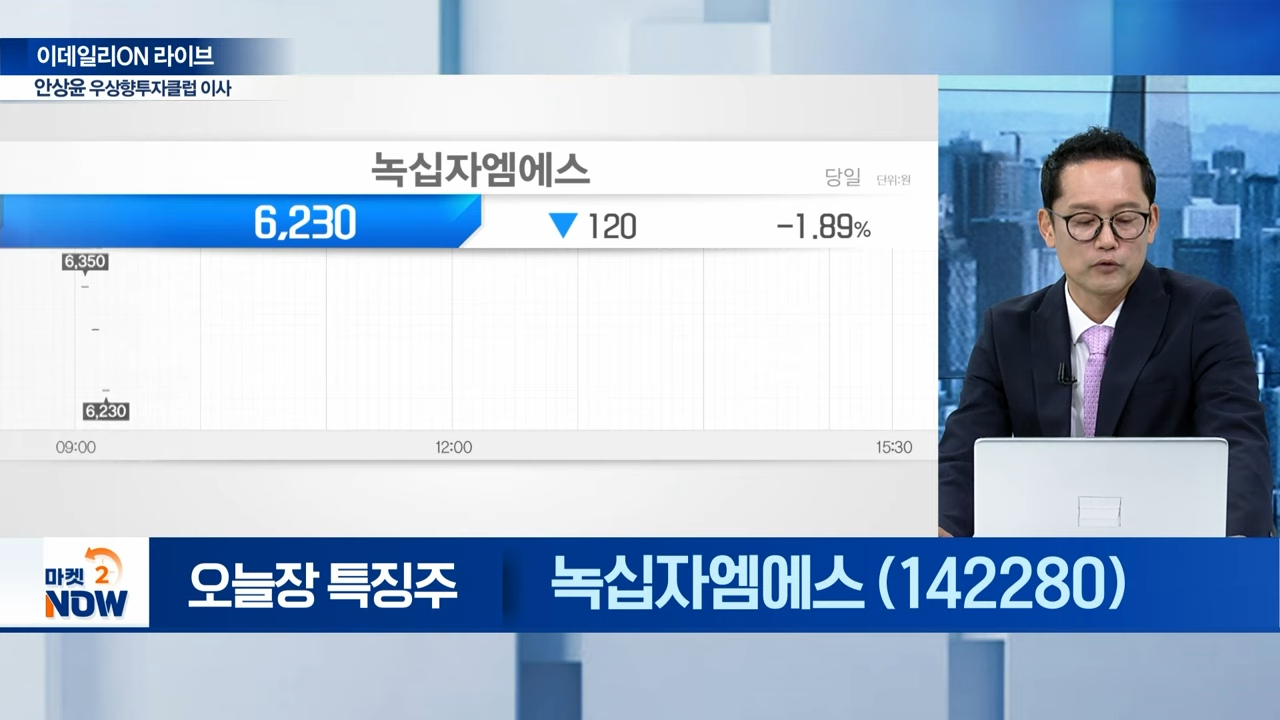 이데일리ON 라이브
안상윤 우상향투자클럽 이사
녹십자엠에스
당일 단위:원
6,230 ▼ 120 -1.89%
6,350
6,230
09:00 12:00 15:30
마켓 2
NOW
오늘장 특징주 녹십자엠에스 (142280)